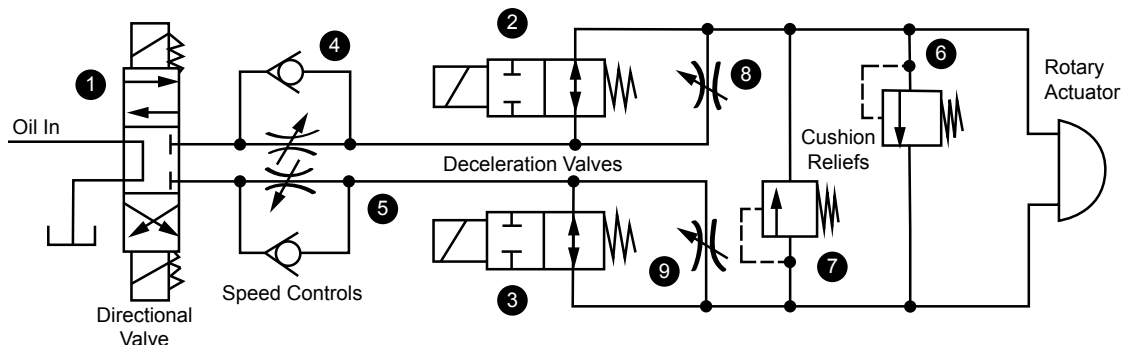 2
4
6
1
8
Rotary
Actuator
Oil In
Cushion
Reliefs
Deceleration Valves
5
7
9
3
Speed Controls
Directional
Valve